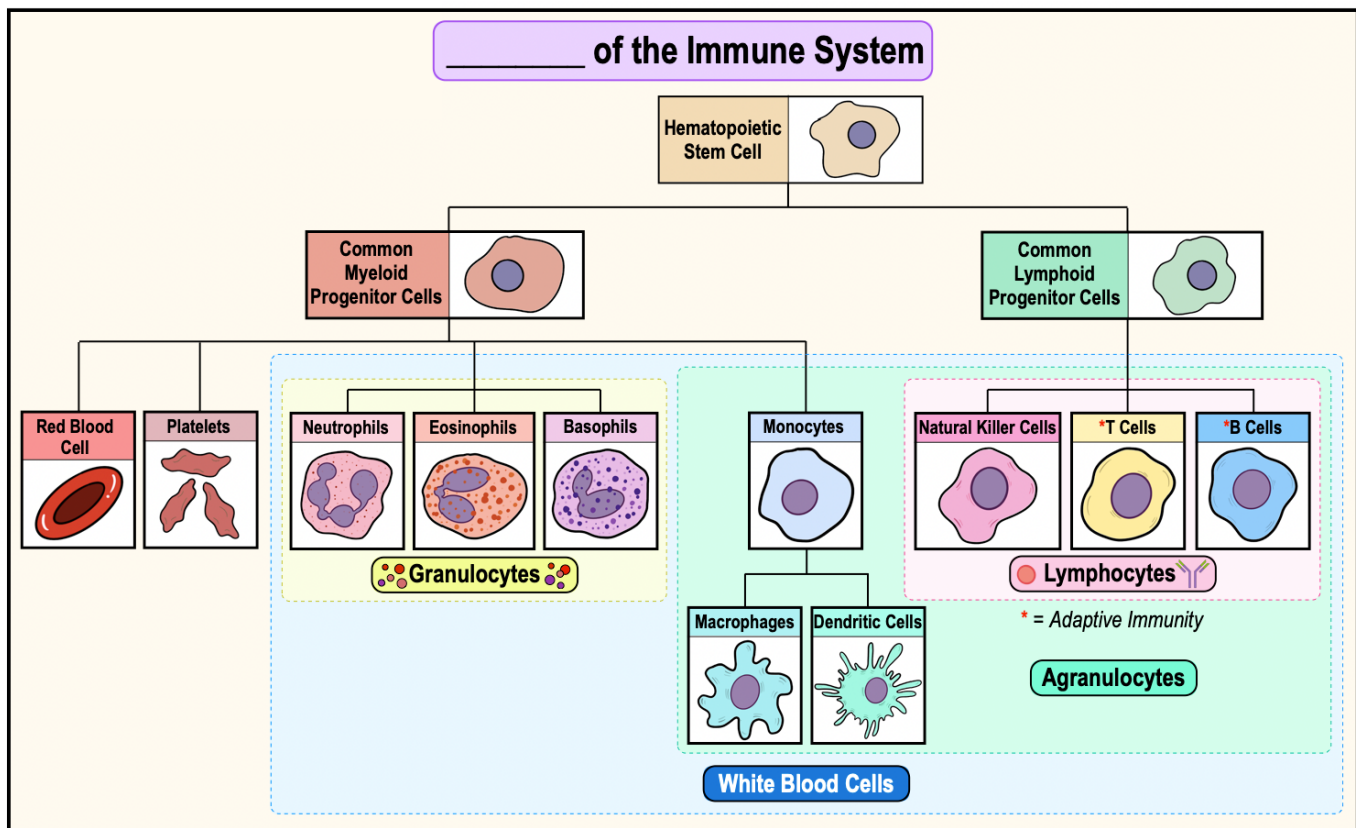 ________ of the Immune System
Hematopoietic
Stem Cell
Common
Myeloid
Progenitor Cells
Common
Lymphoid
Progenitor Cells
Red Blood
Cell
Platelets
Neutrophils
Eosinophils
Basophils
Monocytes
Natural Killer Cells
*T Cells
*B Cells
Granulocytes
Lymphocytes
Macrophages
Dendritic Cells
* = Adaptive Immunity
Agranulocytes
White Blood Cells